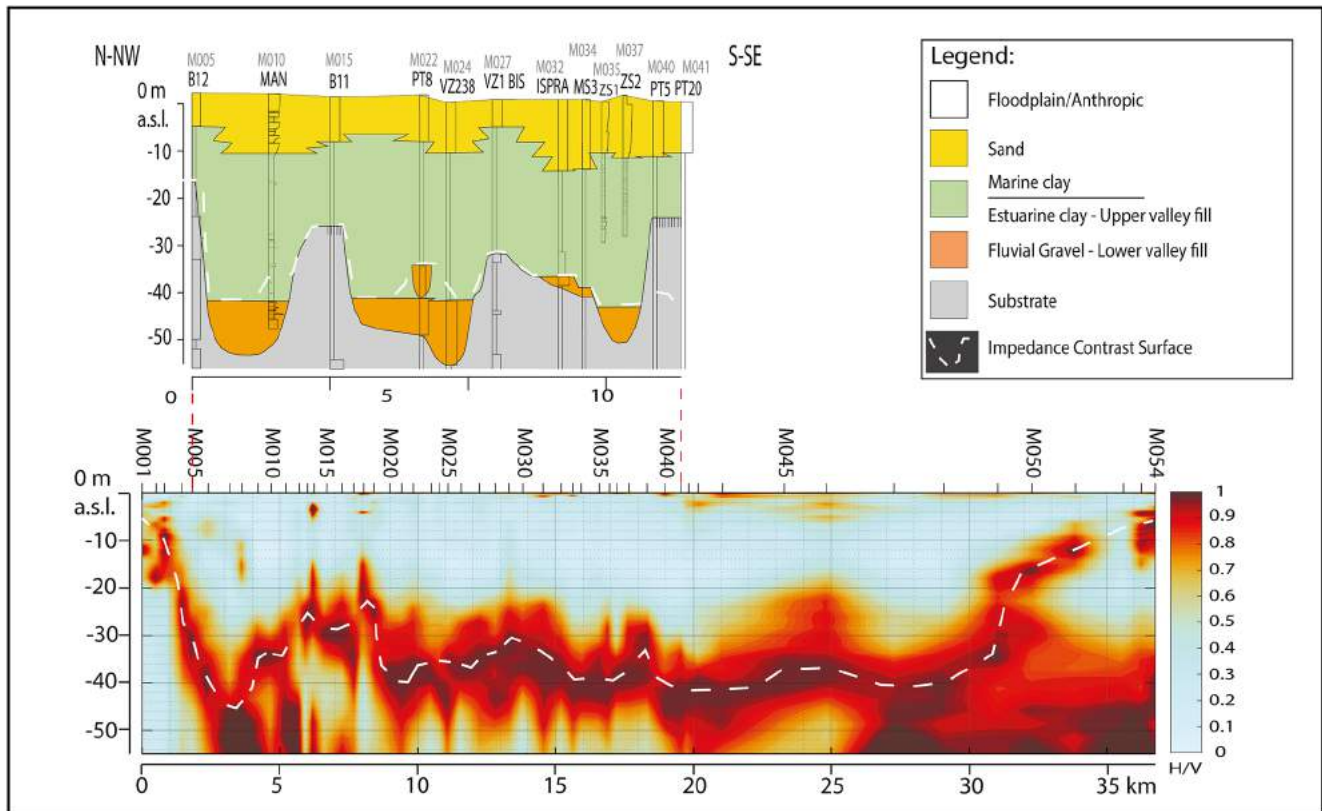 N-NW
S-SE
M005 M010 M015 M022 M024 M027 M032 M034 M035 M037 M040 M041
B12 MAN B11 PT8 VZ238 VZ1 BIS ISPRA MS3 ZS1 ZS2 PT5 PT20
0 m
a.s.l.
-10
-20
-30
-40
-50
0 5 10
Legend:
Floodplain/Anthropic
Sand
Marine clay
Estuarine clay - Upper valley fill
Fluvial Gravel - Lower valley fill
Substrate
Impedance Contrast Surface
M001 M005 M010 M015 M020 M025 M030 M035 M040 M045 M050 M054
0 m
a.s.l.
-10
-20
-30
-40
-50
0 5 10 15 20 25 30 35 km
1
0.9
0.8
0.7
0.6
0.5
0.4
0.3
0.2
0.1
0
H/V